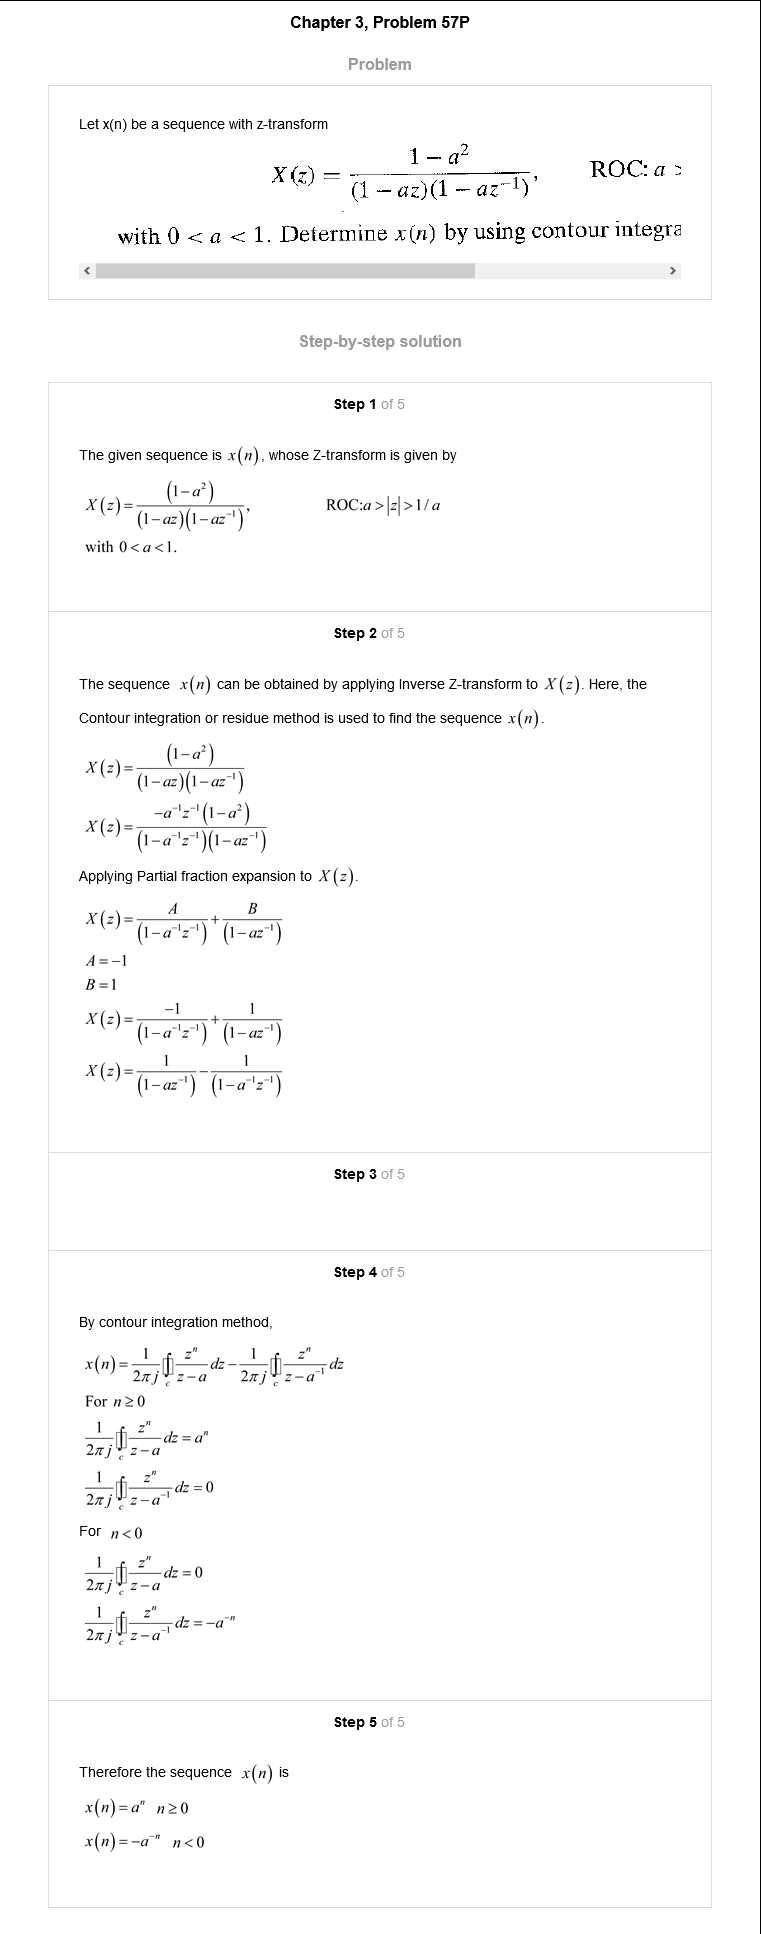 Chapter 3, Problem 57P
Problem
Let x(n) be a sequence with z-transform
X(z) = \frac{1 - a^2}{(1 - az)(1 - az^{-1})}, ROC: a >
with 0 < a < 1. Determine x(n) by using contour integra
Step-by-step solution
Step 1 of 5
The given sequence is x(n), whose Z-transform is given by
X(z) = \frac{(1-a^2)}{(1-az)(1-az^{-1})}, ROC:a > |z| > 1/a
with 0 < a < 1.
Step 2 of 5
The sequence x(n) can be obtained by applying Inverse Z-transform to X(z). Here, the
Contour integration or residue method is used to find the sequence x(n).
X(z) = \frac{(1-a^2)}{(1-az)(1-az^{-1})}
X(z) = \frac{-a^{-1}z^{-1}(1-a^2)}{(1-a^{-1}z^{-1})(1-az^{-1})}
Applying Partial fraction expansion to X(z).
X(z) = \frac{A}{(1-a^{-1}z^{-1})} + \frac{B}{(1-az^{-1})}
A = -1
B = 1
X(z) = \frac{-1}{(1-a^{-1}z^{-1})} + \frac{1}{(1-az^{-1})}
X(z) = \frac{1}{(1-az^{-1})} - \frac{1}{(1-a^{-1}z^{-1})}
Step 3 of 5
Step 4 of 5
By contour integration method,
x(n) = \frac{1}{2\pi j} \oint_c \frac{z^n}{z-a} dz - \frac{1}{2\pi j} \oint_c \frac{z^n}{z-a^{-1}} dz
For n ≥ 0
\frac{1}{2\pi j} \oint_c \frac{z^n}{z-a} dz = a^n
\frac{1}{2\pi j} \oint_c \frac{z^n}{z-a^{-1}} dz = 0
For n < 0
\frac{1}{2\pi j} \oint_c \frac{z^n}{z-a} dz = 0
\frac{1}{2\pi j} \oint_c \frac{z^n}{z-a^{-1}} dz = -a^{-n}
Step 5 of 5
Therefore the sequence x(n) is
x(n) = a^n n ≥ 0
x(n) = -a^{-n} n < 0